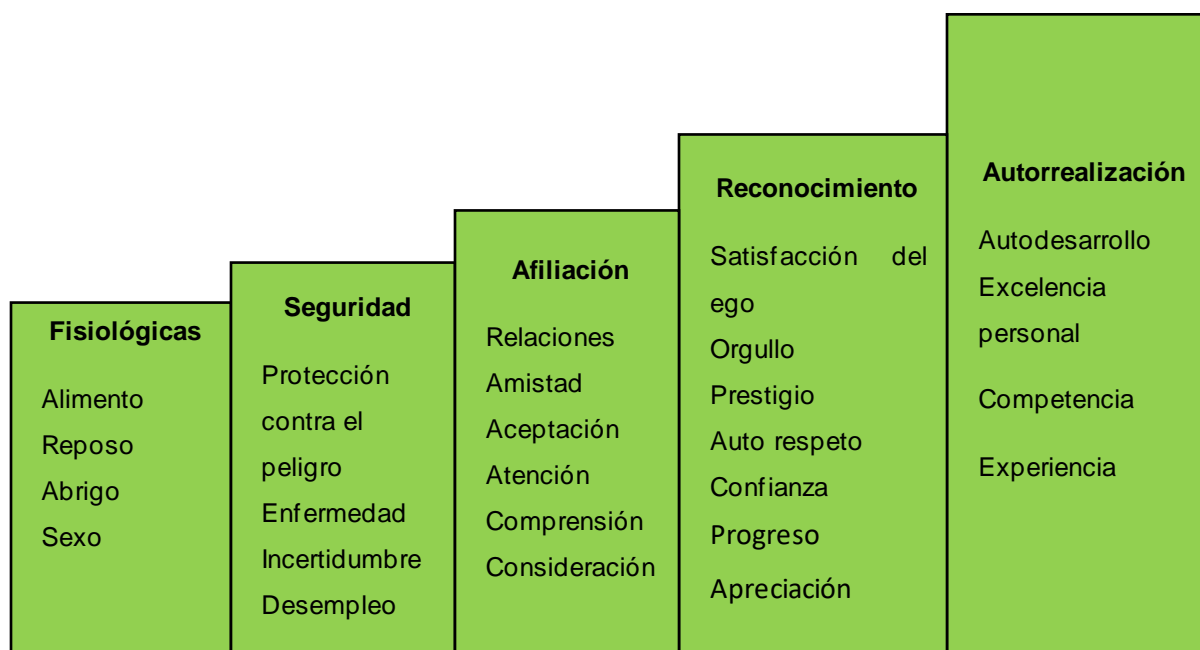 Fisiológicas
Alimento
Reposo
Abrigo
Sexo
Seguridad
Protección
contra el
peligro
Enfermedad
Incertidumbre
Desempleo
Afiliación
Relaciones
Amistad
Aceptación
Atención
Comprensión
Consideración
Reconocimiento
Satisfacción del
ego
Orgullo
Prestigio
Auto respeto
Confianza
Progreso
Apreciación
Autorrealización
Autodesarrollo
Excelencia
personal
Competencia
Experiencia